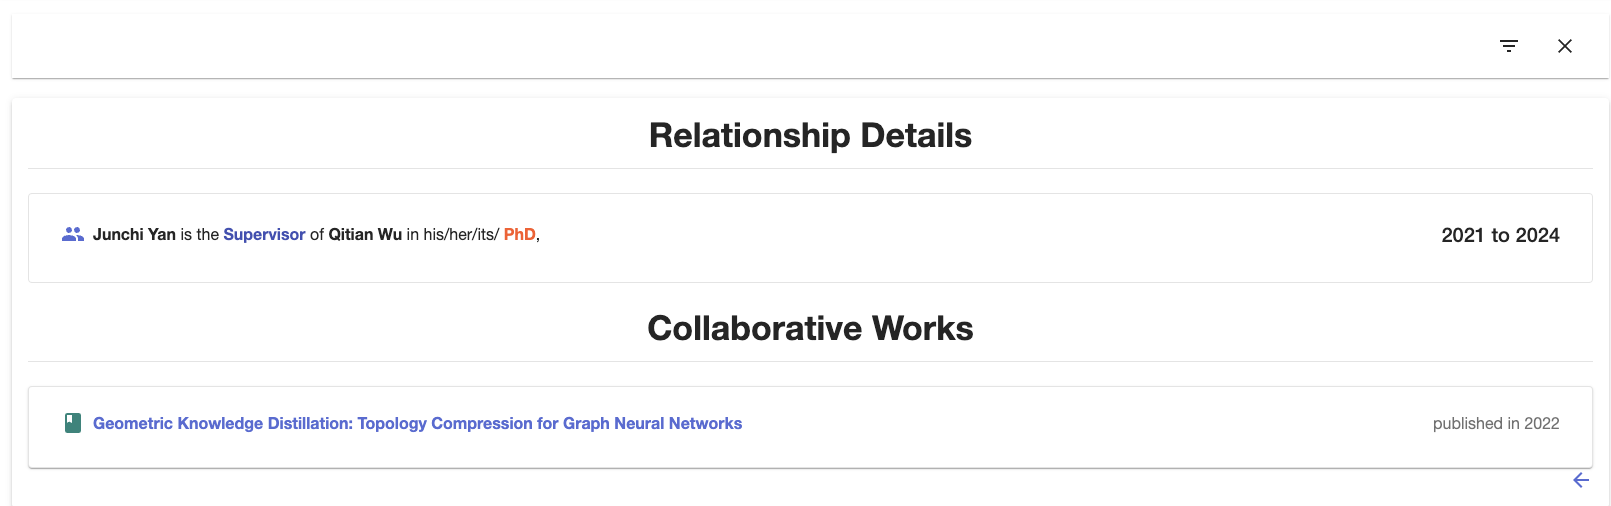 Relationship Details
Junchi Yan is the Supervisor of Qitian Wu in his/her/its/ PhD,
2021 to 2024
Collaborative Works
Geometric Knowledge Distillation: Topology Compression for Graph Neural Networks
published in 2022